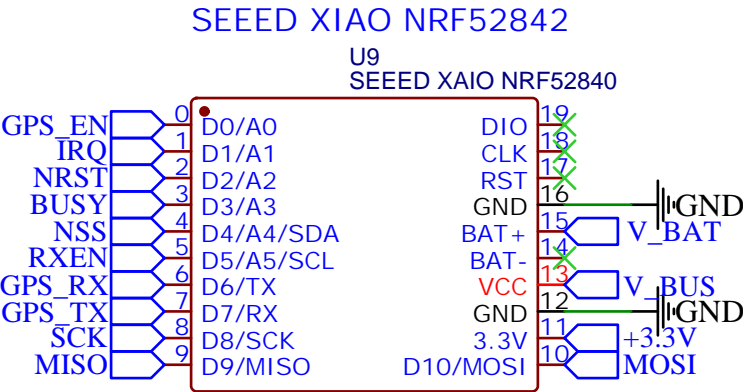 SEEED XIAO NRF52842
U9
SEEED XAIO NRF52840
GPS_EN 0 D0/A0 DIO 19
IRQ 1 D1/A1 CLK 18
NRST 2 D2/A2 RST 17
BUSY 3 D3/A3 GND 16 GND
NSS 4 D4/A4/SDA BAT+ 15 V_BAT
RXEN 5 D5/A5/SCL BAT- 14
GPS_RX 6 D6/TX VCC 13 V_BUS
GPS_TX 7 D7/RX GND 12 GND
SCK 8 D8/SCK 3.3V 11 +3.3V
MISO 9 D9/MISO D10/MOSI 10 MOSI